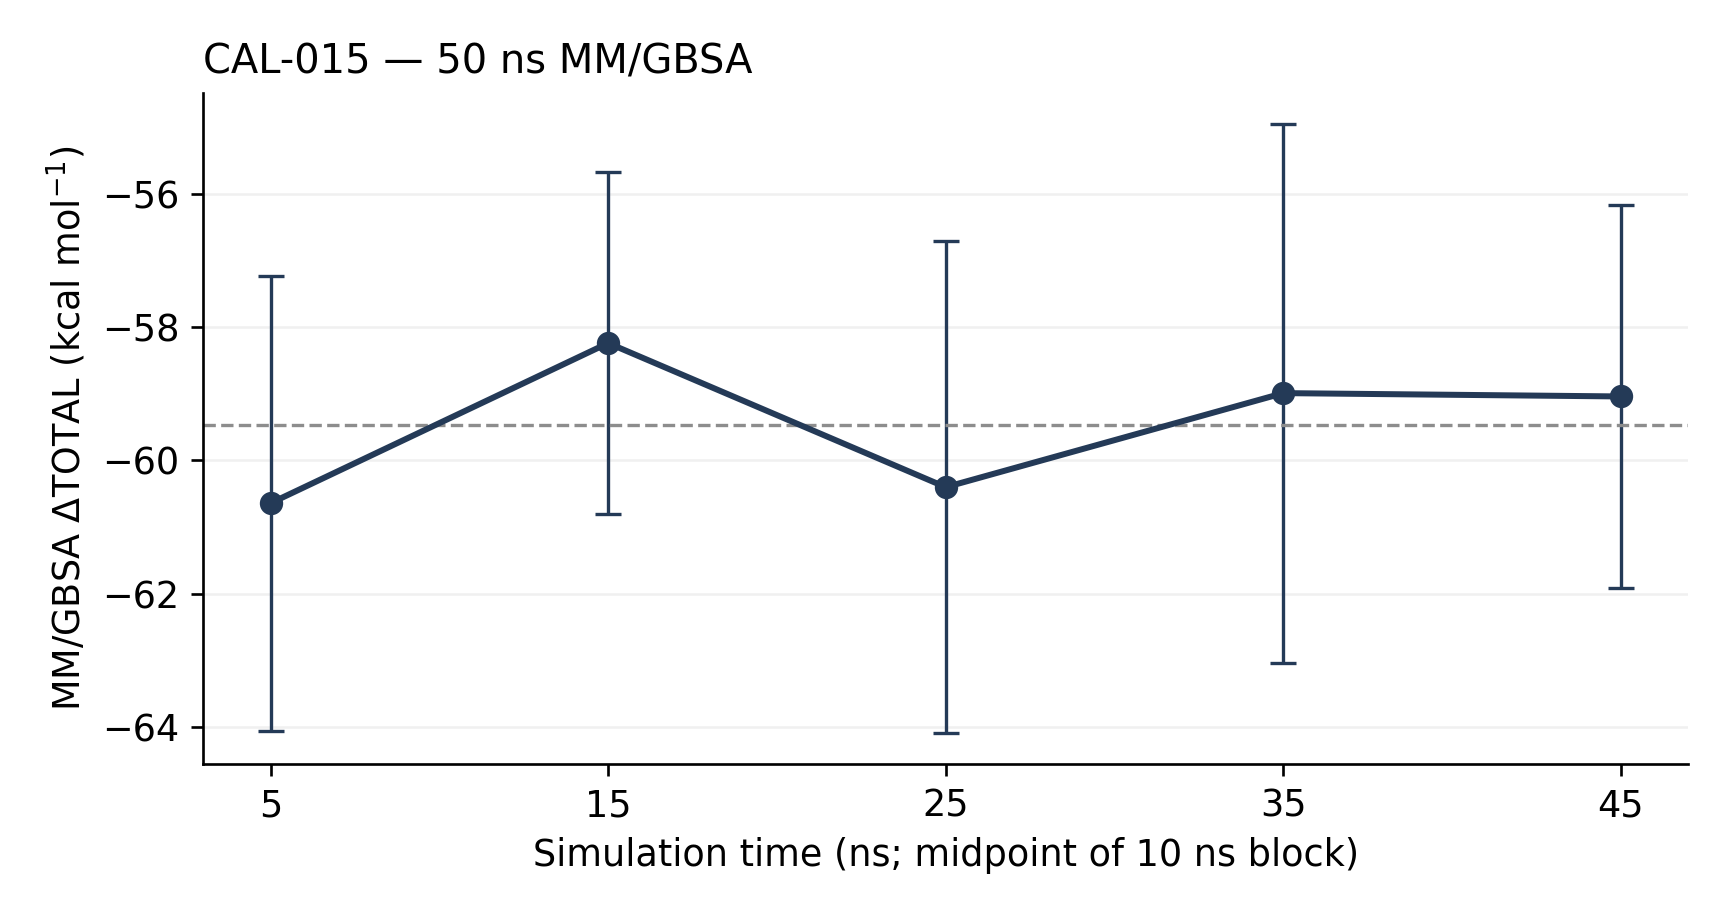 CAL-015 — 50 ns MM/GBSA
MM/GBSA ΔTOTAL (kcal mol⁻¹)
−56
−58
−60
−62
−64
5 15 25 35 45
Simulation time (ns; midpoint of 10 ns block)